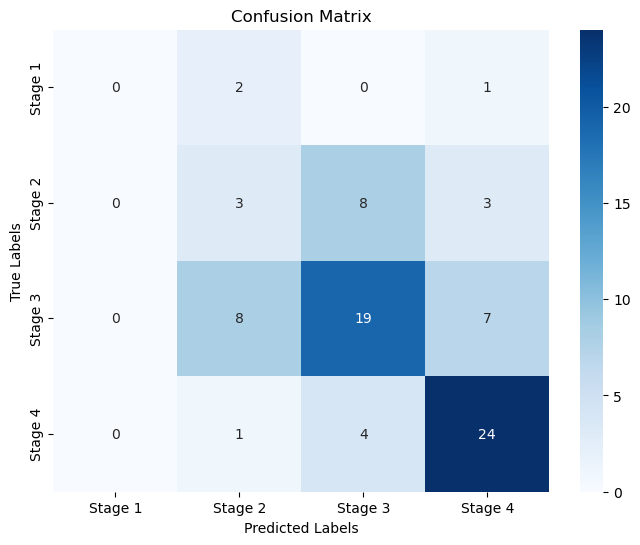 Confusion Matrix
True Labels
Stage 1
0 2 0 1
Stage 2
0 3 8 3
Stage 3
0 8 19 7
Stage 4
0 1 4 24
Stage 1 Stage 2 Stage 3 Stage 4
Predicted Labels
20
15
10
5
0